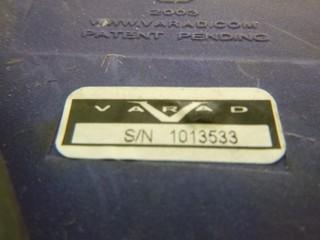 2003
WWW.VARAD.COM
PATENT PENDING
VARAD
S/N 1013533